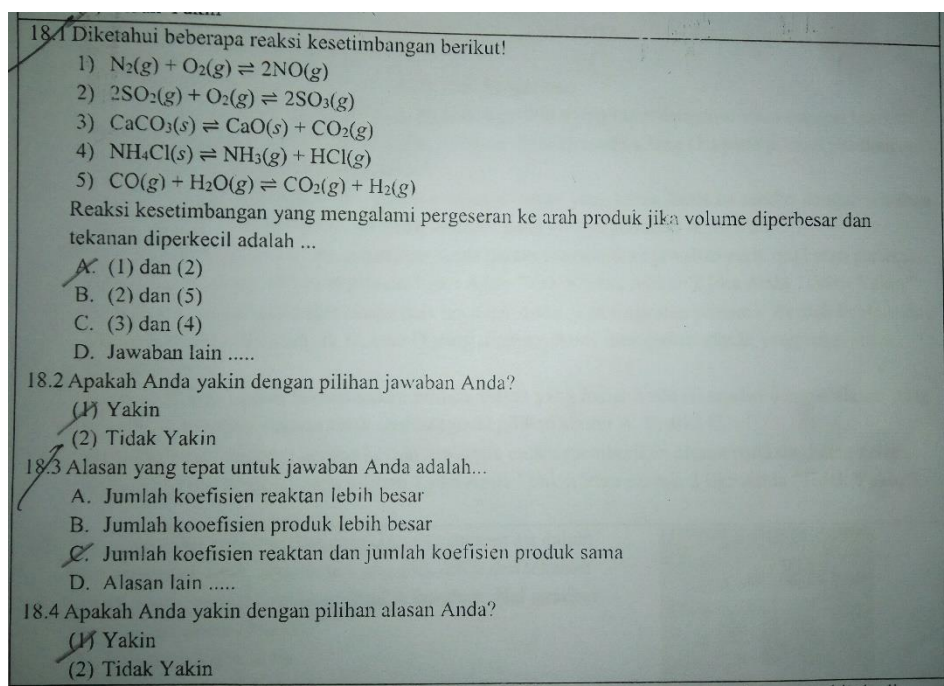 18.1 Diketahui beberapa reaksi kesetimbangan berikut!
1) N₂(g) + O₂(g) ⇌ 2NO(g)
2) 2SO₂(g) + O₂(g) ⇌ 2SO₃(g)
3) CaCO₃(s) ⇌ CaO(s) + CO₂(g)
4) NH₄Cl(s) ⇌ NH₃(g) + HCl(g)
5) CO(g) + H₂O(g) ⇌ CO₂(g) + H₂(g)
Reaksi kesetimbangan yang mengalami pergeseran ke arah produk jika volume diperbesar dan
tekanan diperkecil adalah ...
A. (1) dan (2)
B. (2) dan (5)
C. (3) dan (4)
D. Jawaban lain .....
18.2 Apakah Anda yakin dengan pilihan jawaban Anda?
(1) Yakin
(2) Tidak Yakin
18.3 Alasan yang tepat untuk jawaban Anda adalah...
A. Jumlah koefisien reaktan lebih besar
B. Jumlah kooefisien produk lebih besar
C. Jumlah koefisien reaktan dan jumlah koefisien produk sama
D. Alasan lain .....
18.4 Apakah Anda yakin dengan pilihan alasan Anda?
(1) Yakin
(2) Tidak Yakin